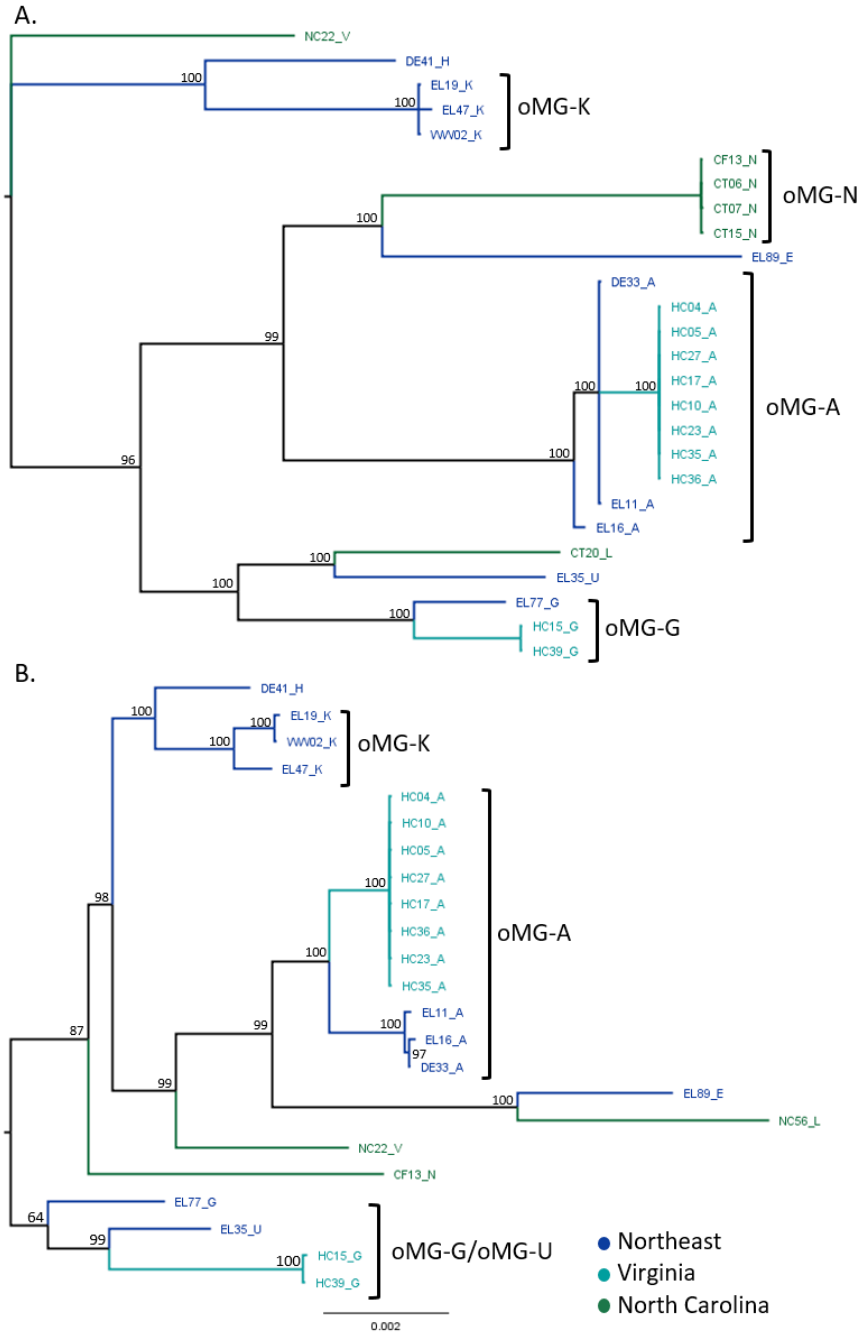 A.
NC22_V
DE41_H
100
EL19_K
100
EL47_K
oMG-K
VWV02_K
CF13_N
CT06_N
oMG-N
CT07_N
100
CT15_N
EL89_E
DE33_A
HC04_A
HC05_A
99
HC27_A
100
100
HC17_A
HC10_A
oMG-A
HC23_A
100
HC35_A
96
HC36_A
EL11_A
EL16_A
100
CT20_L
EL35_U
100
EL77_G
100
HC15_G
oMG-G
HC39_G
B.
DE41_H
100
EL19_K
100
100
VWV02_K
oMG-K
EL47_K
HC04_A
HC10_A
HC05_A
100
HC27_A
98
HC17_A
HC36_A
oMG-A
100
HC23_A
HC35_A
EL11_A
87
99
100
EL16_A
97
DE33_A
99
EL89_E
100
NC56_L
NC22_V
CF13_N
EL77_G
64
EL35_U
99
HC15_G
100
oMG-G/oMG-U
HC39_G
Northeast
Virginia
North Carolina
0.002